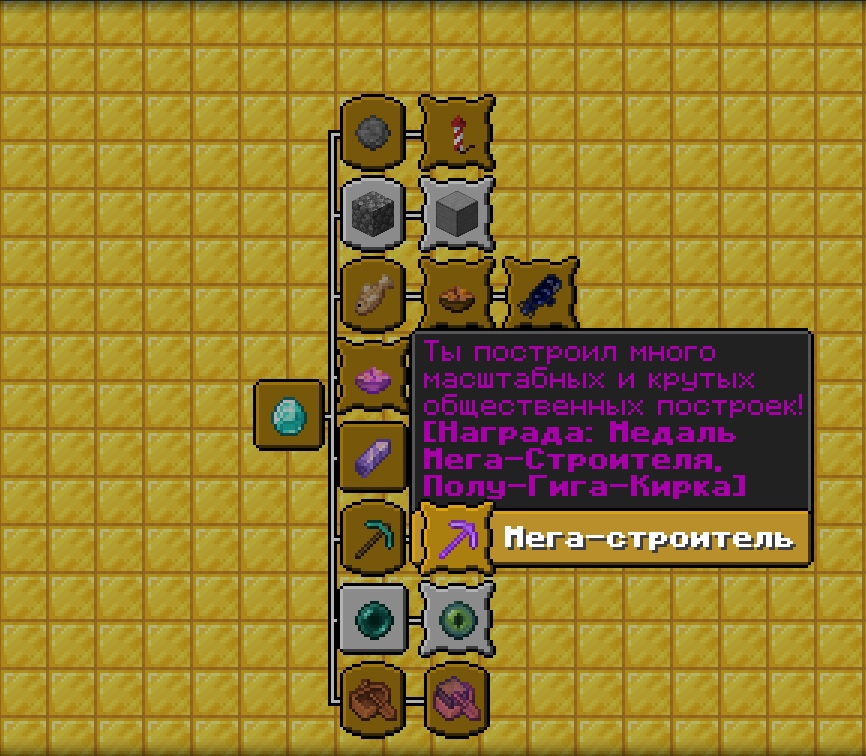 Ты построил много
масштабных и крутых
общественных построек!
[Награда: Медаль
Мега-Строителя,
Полу-Гига-Кирка]
Мега-строитель